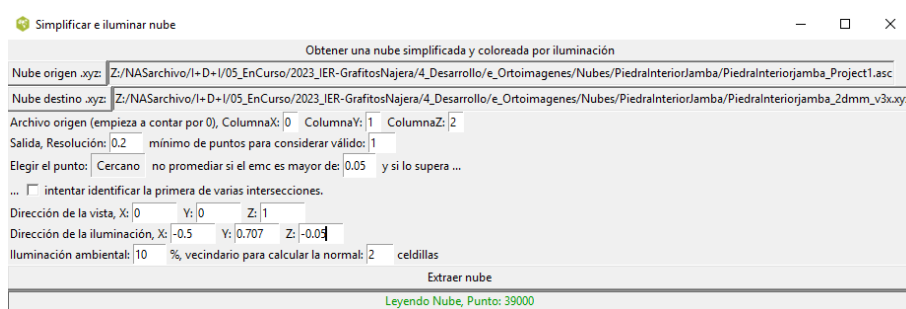 Simplificar e iluminar nube
Obtener una nube simplificada y coloreada por iluminación
Nube origen .xyz: Z:/NASarchivo/I+D+I/05_EnCurso/2023_IER-GrafitosNajera/4_Desarrollo/e_Ortoimagenes/Nubes/PiedraInteriorJamba/PiedraInteriorjamba_Project1.asc
Nube destino .xyz: Z:/NASarchivo/I+D+I/05_EnCurso/2023_IER-GrafitosNajera/4_Desarrollo/e_Ortoimagenes/Nubes/PiedraInteriorJamba/PiedraInteriorjamba_2dmm_v3x.xy
Archivo origen (empieza a contar por 0), ColumnaX: 0 ColumnaY: 1 ColumnaZ: 2
Salida, Resolución: 0.2 mínimo de puntos para considerar válido: 1
Elegir el punto: Cercano no promediar si el emc es mayor de: 0.05 y si lo supera ...
... intentar identificar la primera de varias intersecciones.
Dirección de la vista, X: 0 Y: 0 Z: 1
Dirección de la iluminación, X: -0.5 Y: 0.707 Z: -0.05
Iluminación ambiental: 10 %, vecindario para calcular la normal: 2 celdillas
Extraer nube
Leyendo Nube, Punto: 39000